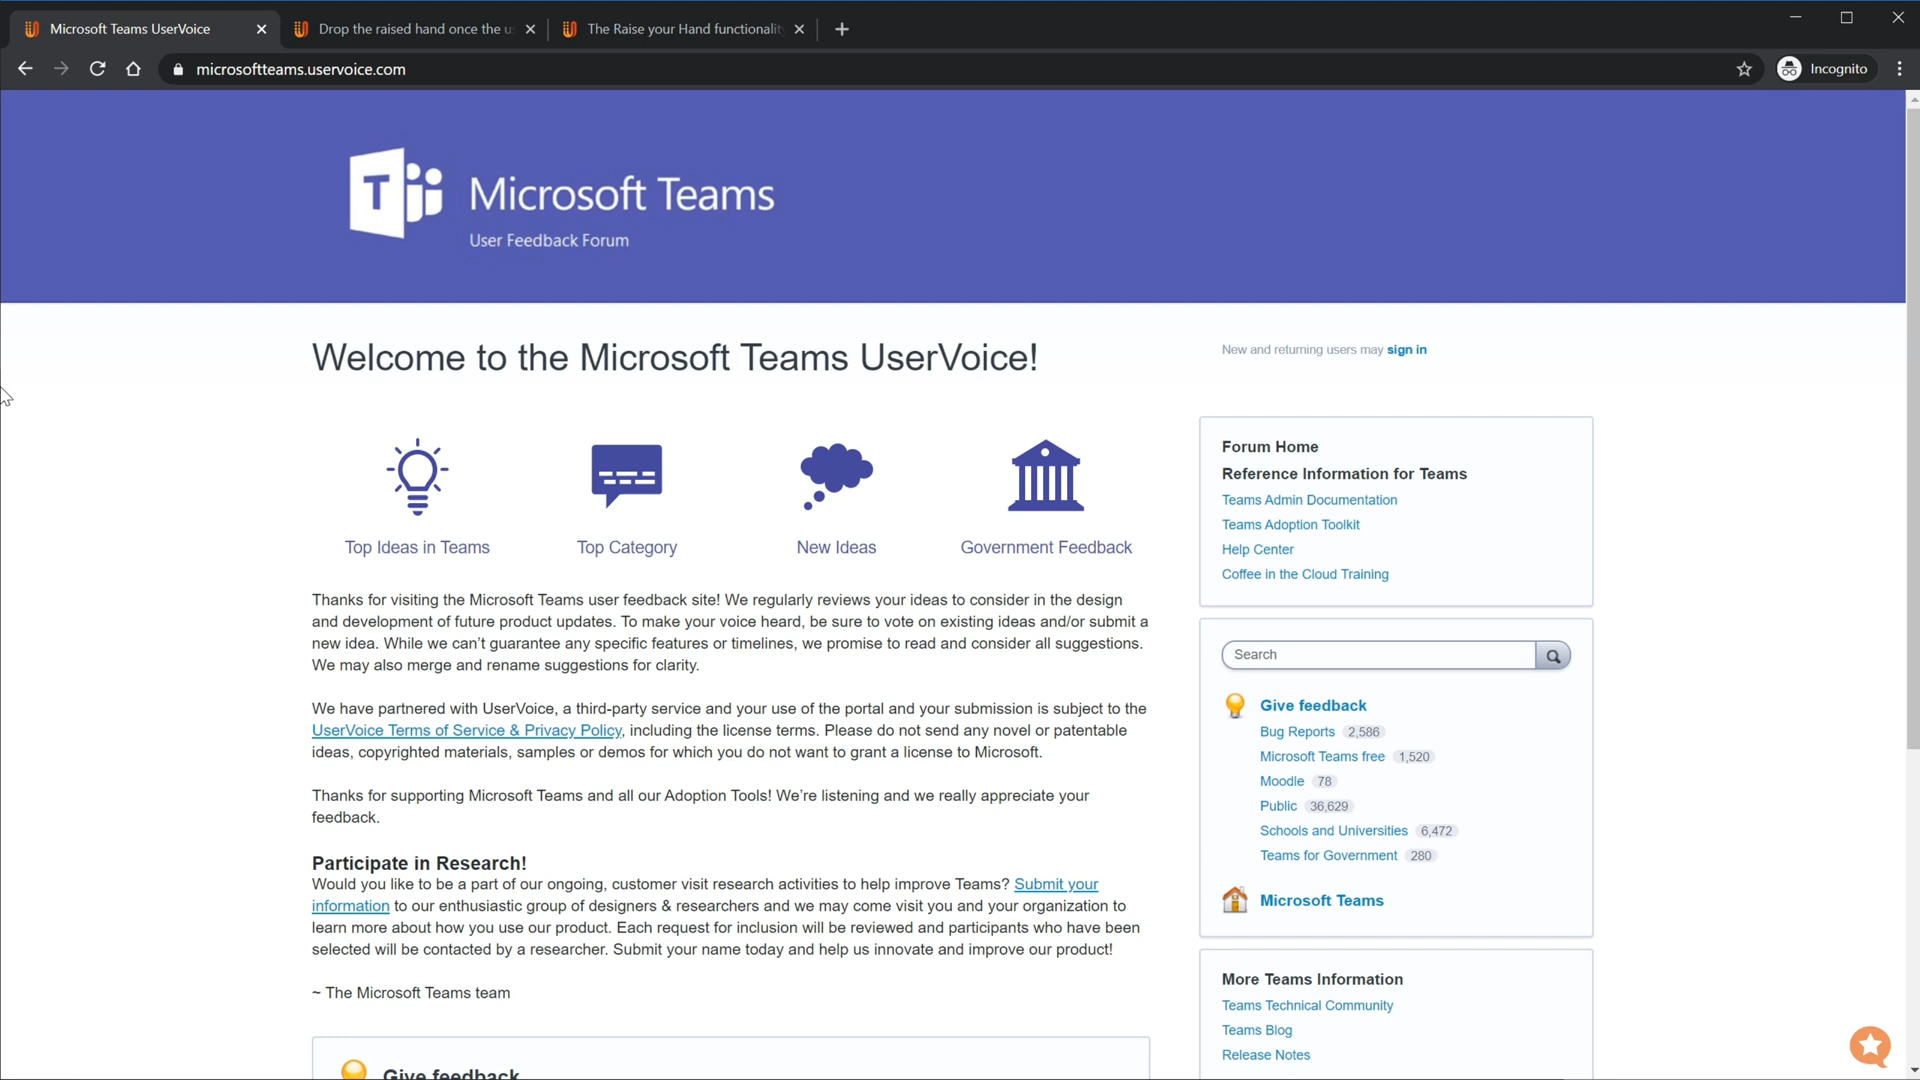 Microsoft Teams UserVoice
Drop the raised hand once the u
The Raise your Hand functionalit
microsoftteams.uservoice.com
Incognito
T
Microsoft Teams
User Feedback Forum
Welcome to the Microsoft Teams UserVoice!
New and returning users may sign in
Top Ideas in Teams
Top Category
New Ideas
Government Feedback
Thanks for visiting the Microsoft Teams user feedback site! We regularly reviews your ideas to consider in the design
and development of future product updates. To make your voice heard, be sure to vote on existing ideas and/or submit a
new idea. While we can't guarantee any specific features or timelines, we promise to read and consider all suggestions.
We may also merge and rename suggestions for clarity.
We have partnered with UserVoice, a third-party service and your use of the portal and your submission is subject to the
UserVoice Terms of Service & Privacy Policy, including the license terms. Please do not send any novel or patentable
ideas, copyrighted materials, samples or demos for which you do not want to grant a license to Microsoft.
Thanks for supporting Microsoft Teams and all our Adoption Tools! We're listening and we really appreciate your
feedback.
Participate in Research!
Would you like to be a part of our ongoing, customer visit research activities to help improve Teams? Submit your
information to our enthusiastic group of designers & researchers and we may come visit you and your organization to
learn more about how you use our product. Each request for inclusion will be reviewed and participants who have been
selected will be contacted by a researcher. Submit your name today and help us innovate and improve our product!
~ The Microsoft Teams team
Give feedback
Forum Home
Reference Information for Teams
Teams Admin Documentation
Teams Adoption Toolkit
Help Center
Coffee in the Cloud Training
Search
Give feedback
Bug Reports 2,586
Microsoft Teams free 1,520
Moodle 78
Public 36,629
Schools and Universities 6,472
Teams for Government 280
Microsoft Teams
More Teams Information
Teams Technical Community
Teams Blog
Release Notes